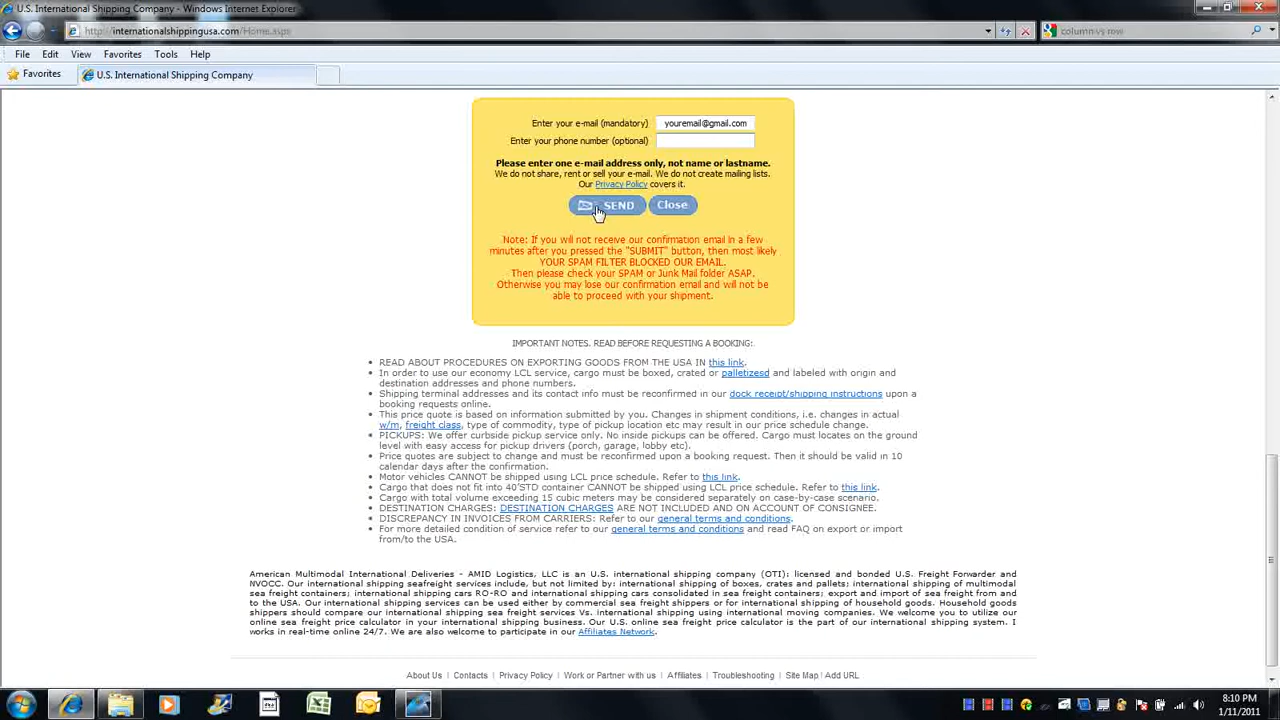 U.S. International Shipping Company - Windows Internet Explorer
http://internationalshippingusa.com/Home.aspx
column vs row
File Edit View Favorites Tools Help
Favorites
U.S. International Shipping Company
Enter your e-mail (mandatory) youremail@gmail.com
Enter your phone number (optional)
Please enter one e-mail address only, not name or lastname.
We do not share, rent or sell your e-mail. We do not create mailing lists.
Our Privacy Policy covers it.
SEND Close
Note: If you will not receive our confirmation email in a few
minutes after you pressed the "SUBMIT" button, then most likely
YOUR SPAM FILTER BLOCKED OUR EMAIL.
Then please check your SPAM or Junk Mail folder ASAP.
Otherwise you may lose our confirmation email and will not be
able to proceed with your shipment.
IMPORTANT NOTES. READ BEFORE REQUESTING A BOOKING:
• READ ABOUT PROCEDURES ON EXPORTING GOODS FROM THE USA IN this link.
• In order to use our economy LCL service, cargo must be boxed, crated or palletizesd and labeled with origin and
destination addresses and phone numbers.
• Shipping terminal addresses and its contact info must be reconfirmed in our dock receipt/shipping instructions upon a
booking requests online.
• This price quote is based on information submitted by you. Changes in shipment conditions, i.e. changes in actual
w/m, freight class, type of commodity, type of pickup location etc may result in our price schedule change.
• PICKUPS: We offer curbside pickup service only. No inside pickups can be offered. Cargo must locates on the ground
level with easy access for pickup drivers (porch, garage, lobby etc).
• Price quotes are subject to change and must be reconfirmed upon a booking request. Then it should be valid in 10
calendar days after the confirmation.
• Motor vehicles CANNOT be shipped using LCL price schedule. Refer to this link.
• Cargo that does not fit into 40'STD container CANNOT be shipped using LCL price schedule. Refer to this link.
• Cargo with total volume exceeding 15 cubic meters may be considered separately on case-by-case scenario.
• DESTINATION CHARGES: DESTINATION CHARGES ARE NOT INCLUDED AND ON ACCOUNT OF CONSIGNEE.
• DISCREPANCY IN INVOICES FROM CARRIERS: Refer to our general terms and conditions.
• For more detailed condition of service refer to our general terms and conditions and read FAQ on export or import
from/to the USA.
American Multimodal International Deliveries - AMID Logistics, LLC is an U.S. international shipping company (OTI): licensed and bonded U.S. Freight Forwarder and
NVOCC. Our international shipping seafreight services include, but not limited by: international shipping of boxes, crates and pallets; international shipping of multimodal
sea freight containers; international shipping cars RO-RO and international shipping cars consolidated in sea freight containers; export and import of sea freight from and
to the USA. Our international shipping services can be used either by commercial sea freight shippers or for international shipping of household goods. Household goods
shippers should compare our international shipping sea freight services Vs. international shipping using international moving companies. We welcome you to utilize our
online sea freight price calculator in your international shipping business. Our U.S. online sea freight price calculator is the part of our international shipping system. I
works in real-time online 24/7. We are also welcome to participate in our Affiliates Network.
About Us | Contacts | Privacy Policy | Work or Partner with us | Affiliates | Troubleshooting | Site Map | Add URL
8:10 PM
1/11/2011